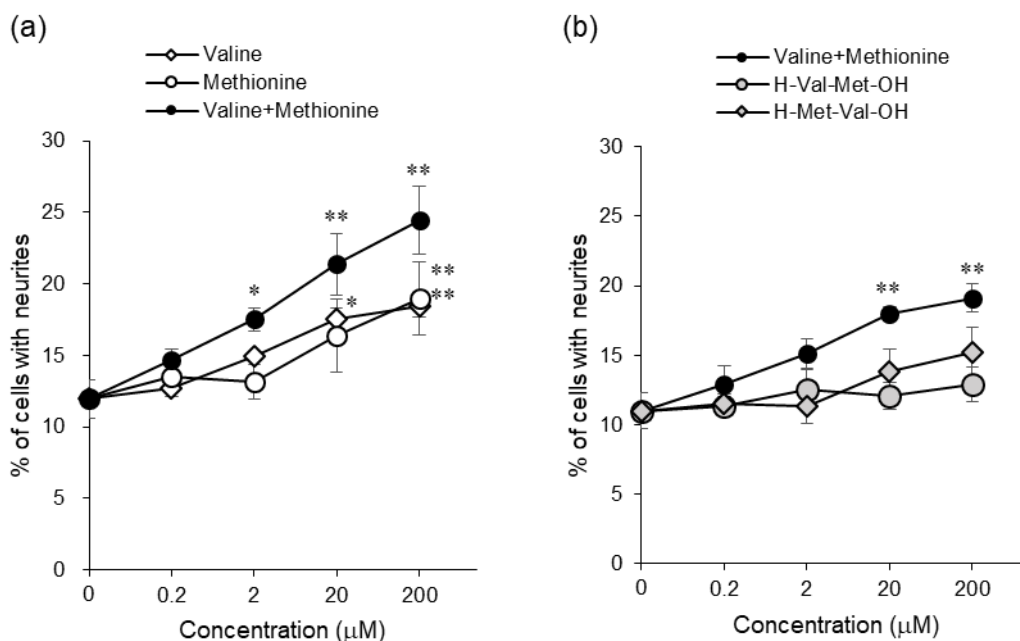 (a)
Valine
Methionine
Valine+Methionine
30
25
20
15
10
5
0
% of cells with neurites
**
**
*
*
**
**
0 0.2 2 20 200
Concentration (μM)
(b)
Valine+Methionine
H-Val-Met-OH
H-Met-Val-OH
30
25
20
15
10
5
0
% of cells with neurites
**
**
0 0.2 2 20 200
Concentration (μM)